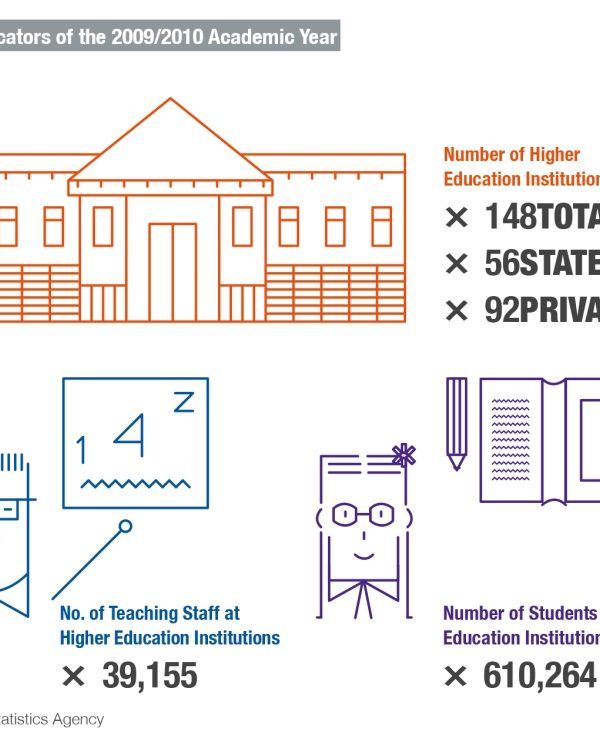 cators of the 2009/2010 Academic Year
Number of Higher
Education Institution
× 148TOTA
× 56STATE
× 92PRIVA
1 4 Z
No. of Teaching Staff at
Higher Education Institutions
× 39,155
Number of Students
Education Institution
× 610,264
atistics Agency